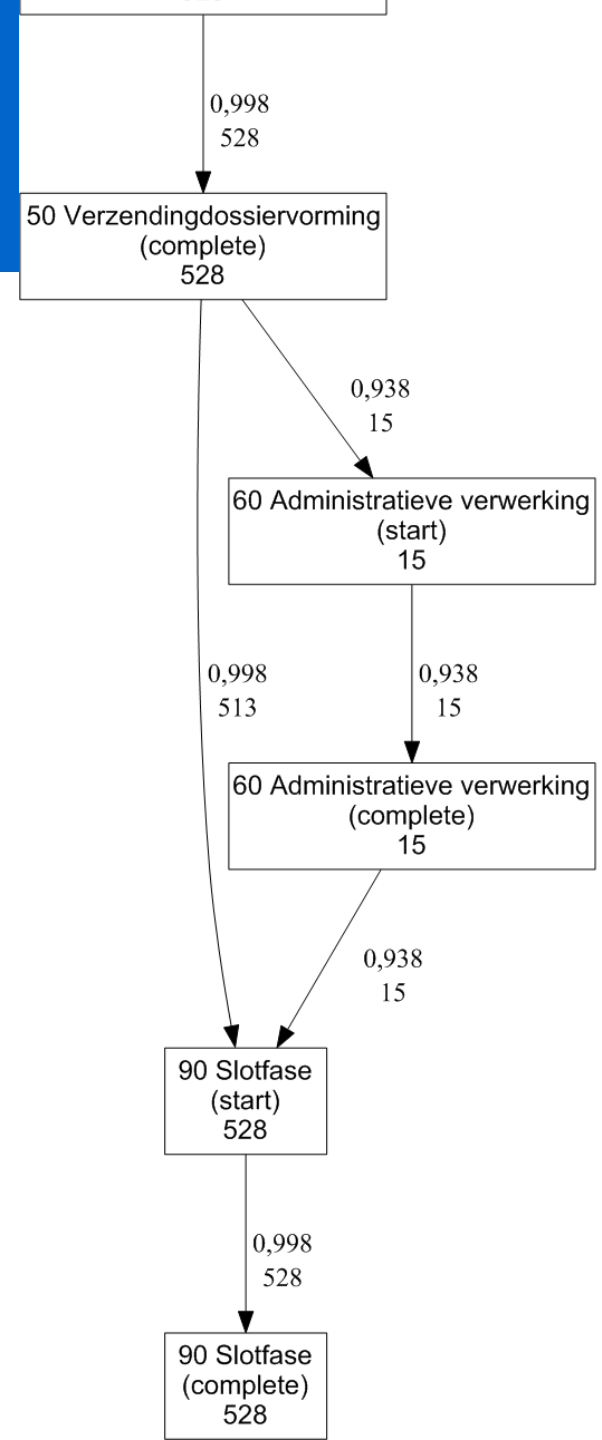 0,998
528
50 Verzendingdossiervorming
(complete)
528
0,938
15
60 Administratieve verwerking
(start)
15
0,998
513
0,938
15
60 Administratieve verwerking
(complete)
15
0,938
15
90 Slotfase
(start)
528
0,998
528
90 Slotfase
(complete)
528